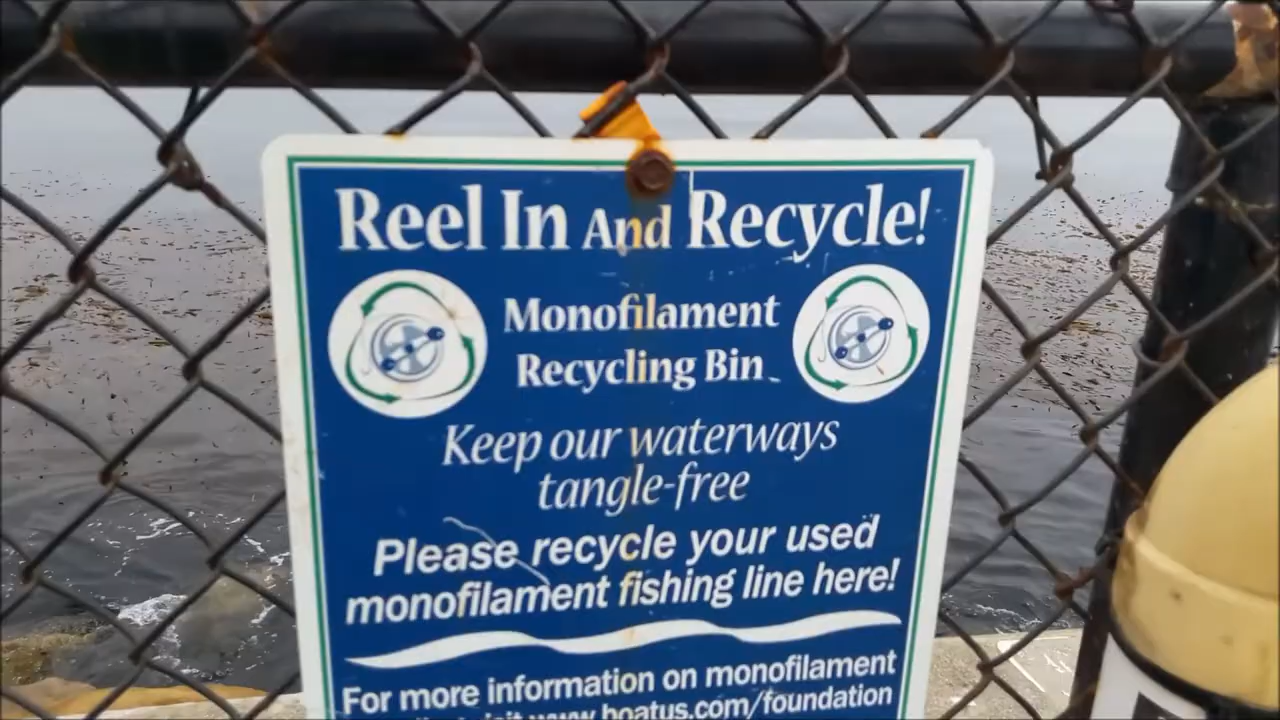 Reel In And Recycle!
Monofilament
Recycling Bin
Keep our waterways
tangle-free
Please recycle your used
monofilament fishing line here!
For more information on monofilament
www.boatus.com/foundation